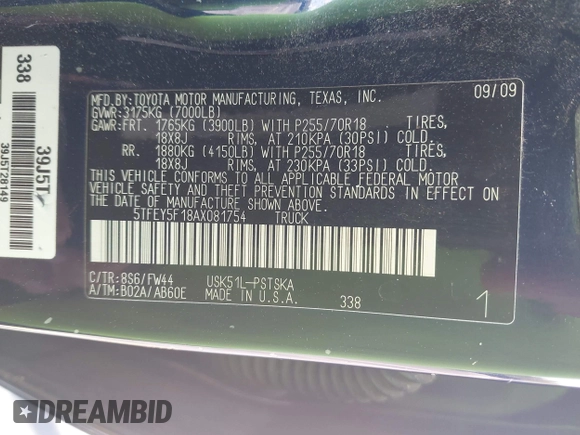 MFD.BY:TOYOTA MOTOR MANUFACTURING, TEXAS, INC. 09/09
GVWR:3175KG (7000LB)
GAWR:FRT. 1765KG (3900LB) WITH P255/70R18 TIRES,
18X8J RIMS, AT 210KPA (30PSI) COLD.
RR. 1880KG (4150LB) WITH P255/70R18 TIRES,
18X8J RIMS, AT 230KPA (33PSI) COLD.
THIS VEHICLE CONFORMS TO ALL APPLICABLE FEDERAL MOTOR
VEHICLE SAFETY AND THEFT PREVENTION STANDARDS IN EFFECT ON
THE DATE OF MANUFACTURE SHOWN ABOVE.
5TFEY5F18AX081754 TRUCK
C/TR:8S6/FW44 USK51L-PSTSKA
A/TM:B02A/AB60E MADE IN U.S.A. 338 1
338
39J5T
39J5T29149
DREAMBID